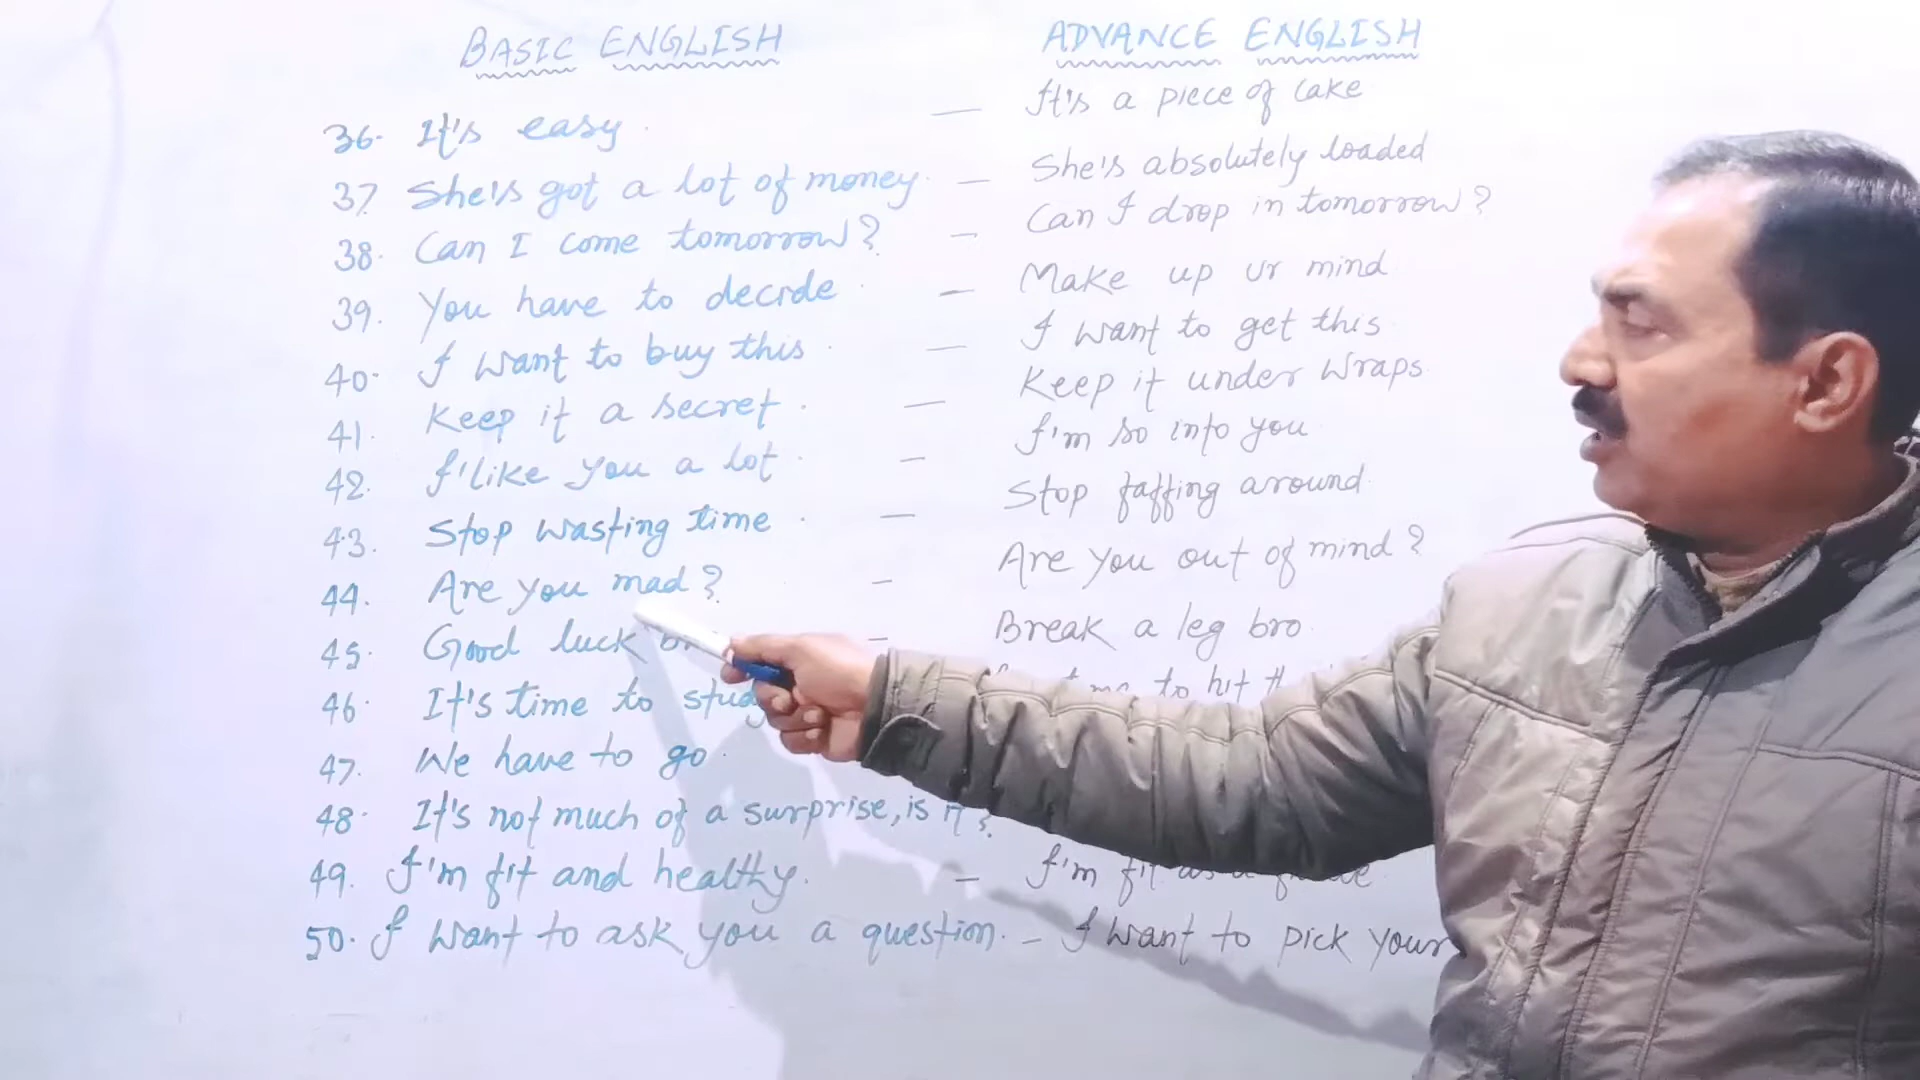 BASIC ENGLISH ADVANCE ENGLISH
36. It's easy. — It's a piece of cake
37. She's got a lot of money. — She's absolutely loaded
38. Can I come tomorrow? — Can I drop in tomorrow?
39. You have to decide. — Make up ur mind
40. I want to buy this. — I want to get this
41. Keep it a secret. — Keep it under wraps.
42. I'like you a lot. — I'm so into you
43. Stop wasting time. — Stop faffing around.
44. Are you mad? — Are you out of mind?
45. Good luck — Break a leg bro.
46. It's time to study to hit
47. We have to go.
48. It's not much of a surprise, is it?
49. I'm fit and healthy. — I'm fit as a
50. I want to ask you a question. — I want to pick your